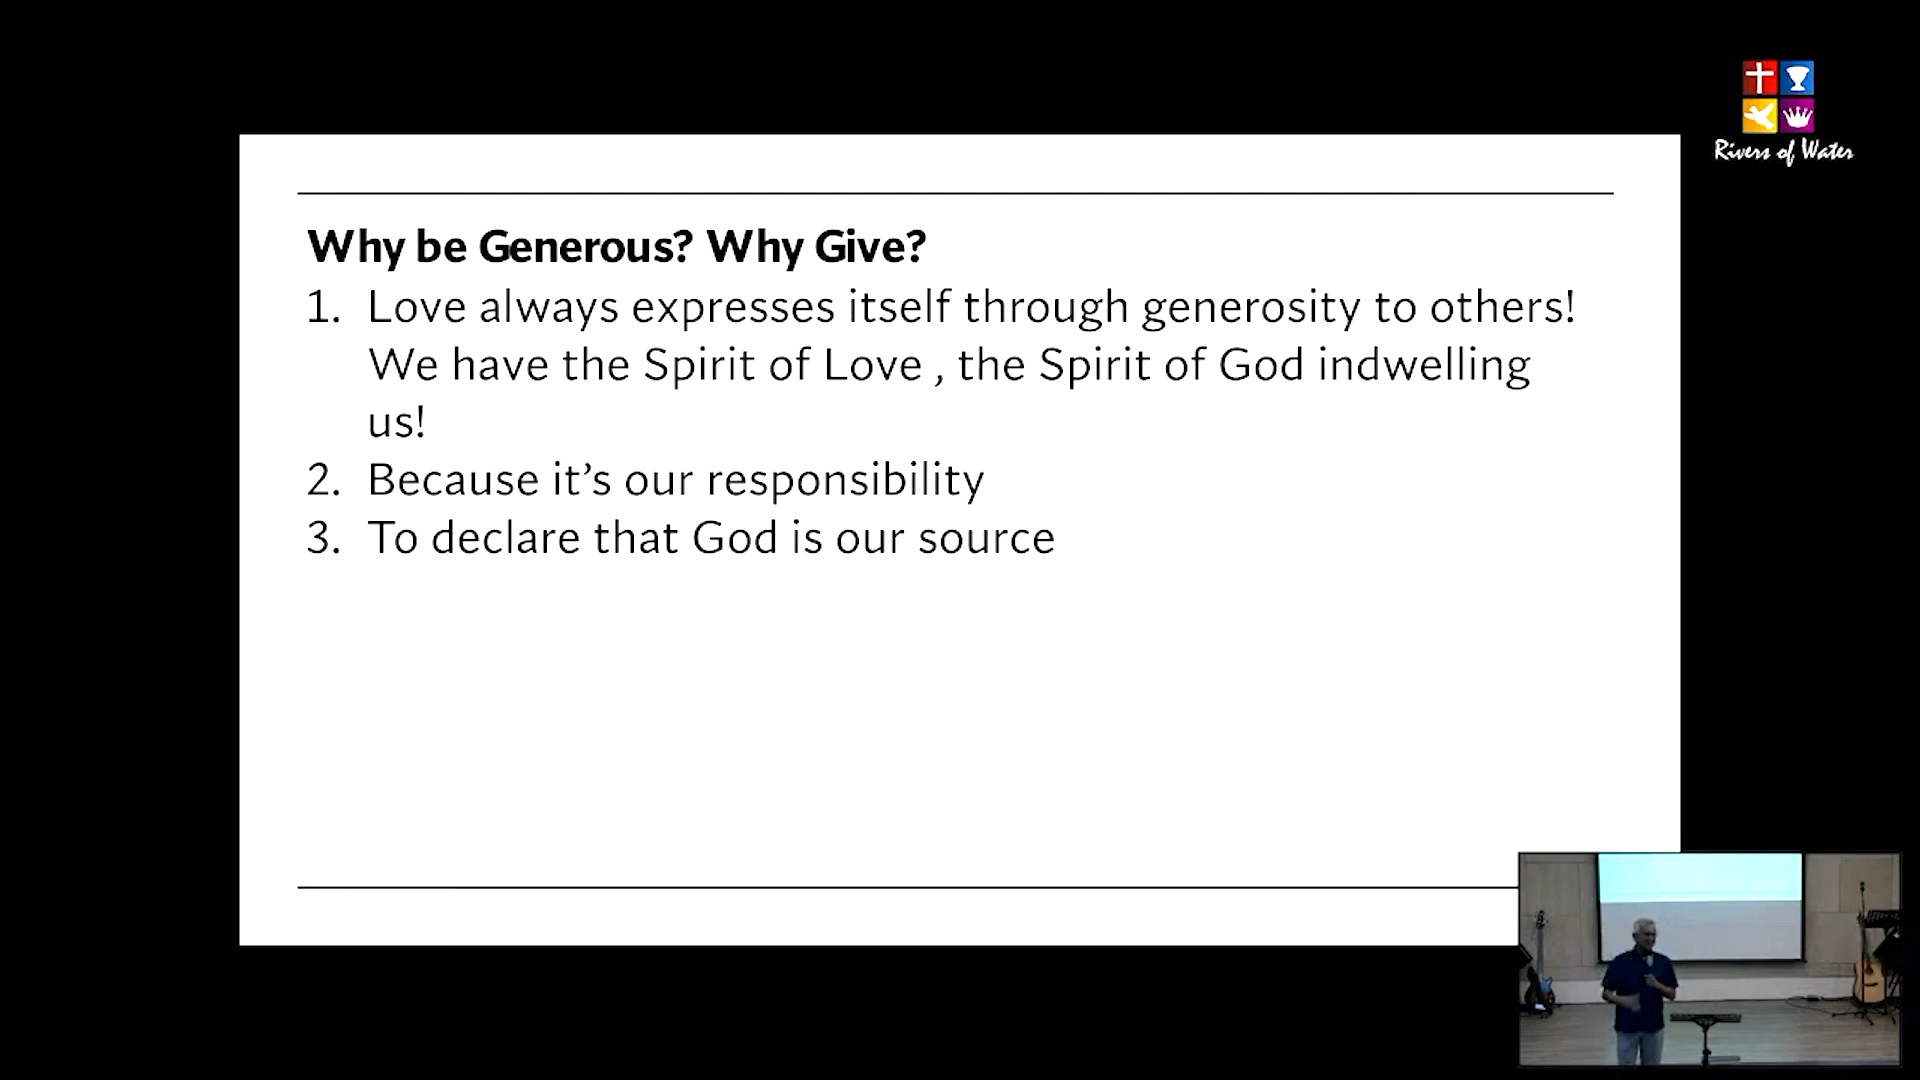 Rivers of Water
Why be Generous? Why Give?
1. Love always expresses itself through generosity to others!
We have the Spirit of Love , the Spirit of God indwelling
us!
2. Because it’s our responsibility
3. To declare that God is our source